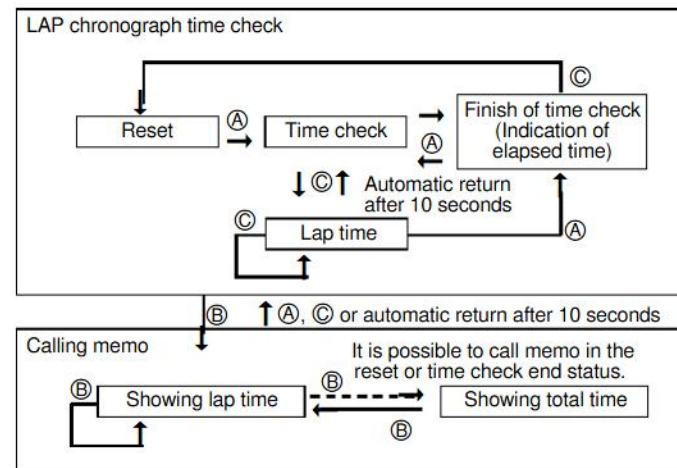 LAP chronograph time check
Ⓒ
Reset
Ⓐ
Time check
Finish of time check
(Indication of
elapsed time)
Ⓐ
Ⓒ
Automatic return
after 10 seconds
Ⓒ
Lap time
Ⓐ
Ⓑ
Ⓐ, Ⓒ or automatic return after 10 seconds
Calling memo
It is possible to call memo in the
reset or time check end status.
Ⓑ
Showing lap time
Ⓑ
Ⓑ
Showing total time